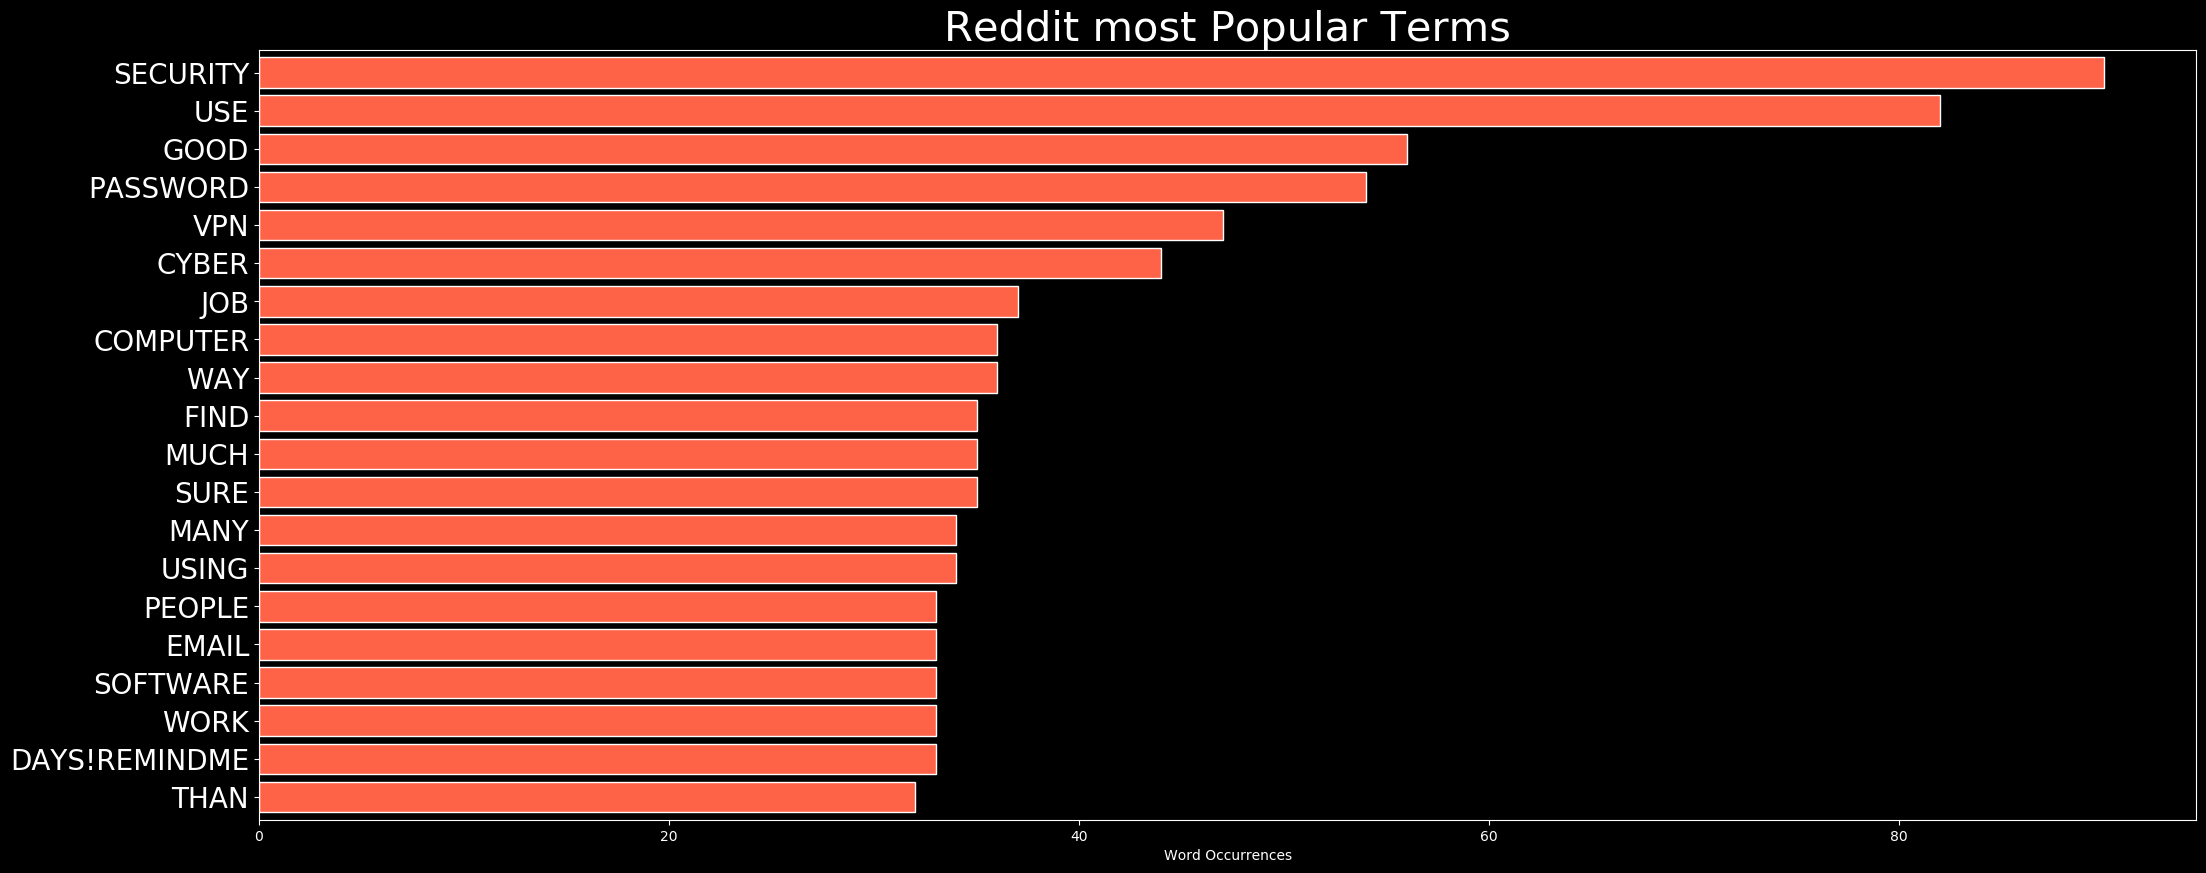 Reddit most Popular Terms
SECURITY
USE
GOOD
PASSWORD
VPN
CYBER
JOB
COMPUTER
WAY
FIND
MUCH
SURE
MANY
USING
PEOPLE
EMAIL
SOFTWARE
WORK
DAYS!REMINDME
THAN
0 20 40 60 80
Word Occurrences